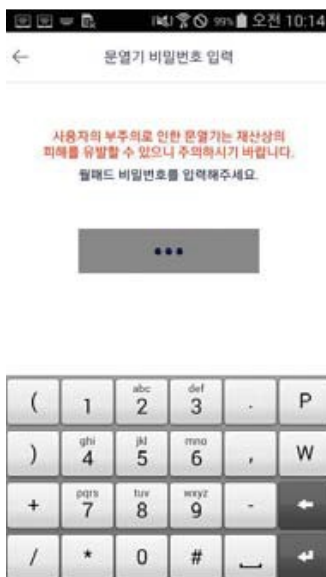 99% 오전 10:14
← 문열기 비밀번호 입력
사용자의 부주의로 인한 문열기는 재산상의
피해를 유발할 수 있으니 주의하시기 바랍니다.
월패드 비밀번호를 입력해주세요.
•••
( 1 abc 2 def 3 . P
) ghi 4 jkl 5 mno 6 , W
+ pqrs 7 tuv 8 wxyz 9 -
/ * 0 #